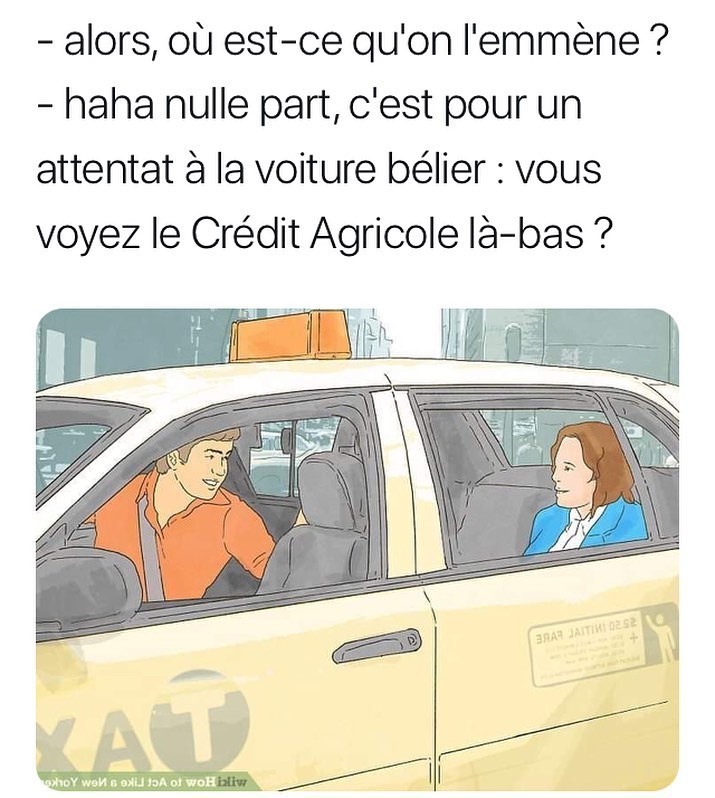 - alors, où est-ce qu'on l'emmène ?
- haha nulle part, c'est pour un
attentat à la voiture bélier : vous
voyez le Crédit Agricole là-bas ?
$2.50 INITIAL FARE
+
TAX
wikiHow to Act Like a New Yorke